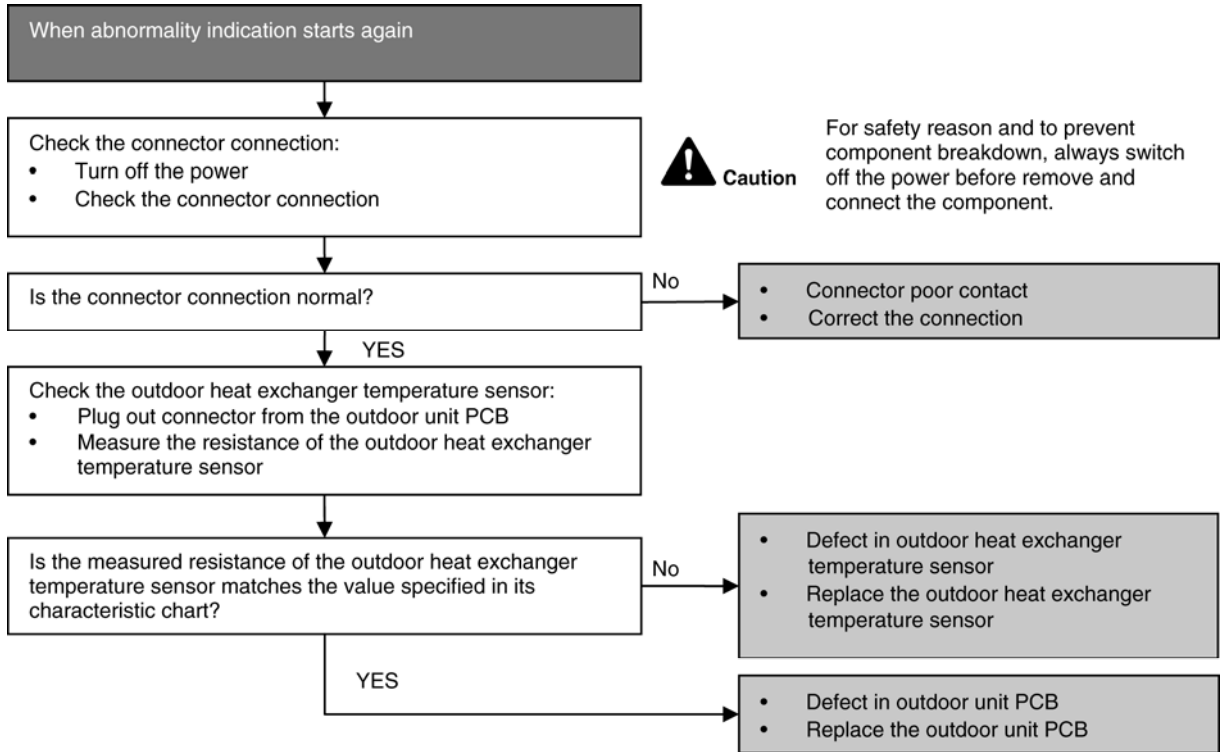 When abnormality indication starts again
Check the connector connection:
• Turn off the power
• Check the connector connection
Caution
For safety reason and to prevent
component breakdown, always switch
off the power before remove and
connect the component.
Is the connector connection normal?
No
• Connector poor contact
• Correct the connection
YES
Check the outdoor heat exchanger temperature sensor:
• Plug out connector from the outdoor unit PCB
• Measure the resistance of the outdoor heat exchanger
temperature sensor
Is the measured resistance of the outdoor heat exchanger
temperature sensor matches the value specified in its
characteristic chart?
No
• Defect in outdoor heat exchanger
temperature sensor
• Replace the outdoor heat exchanger
temperature sensor
YES
• Defect in outdoor unit PCB
• Replace the outdoor unit PCB